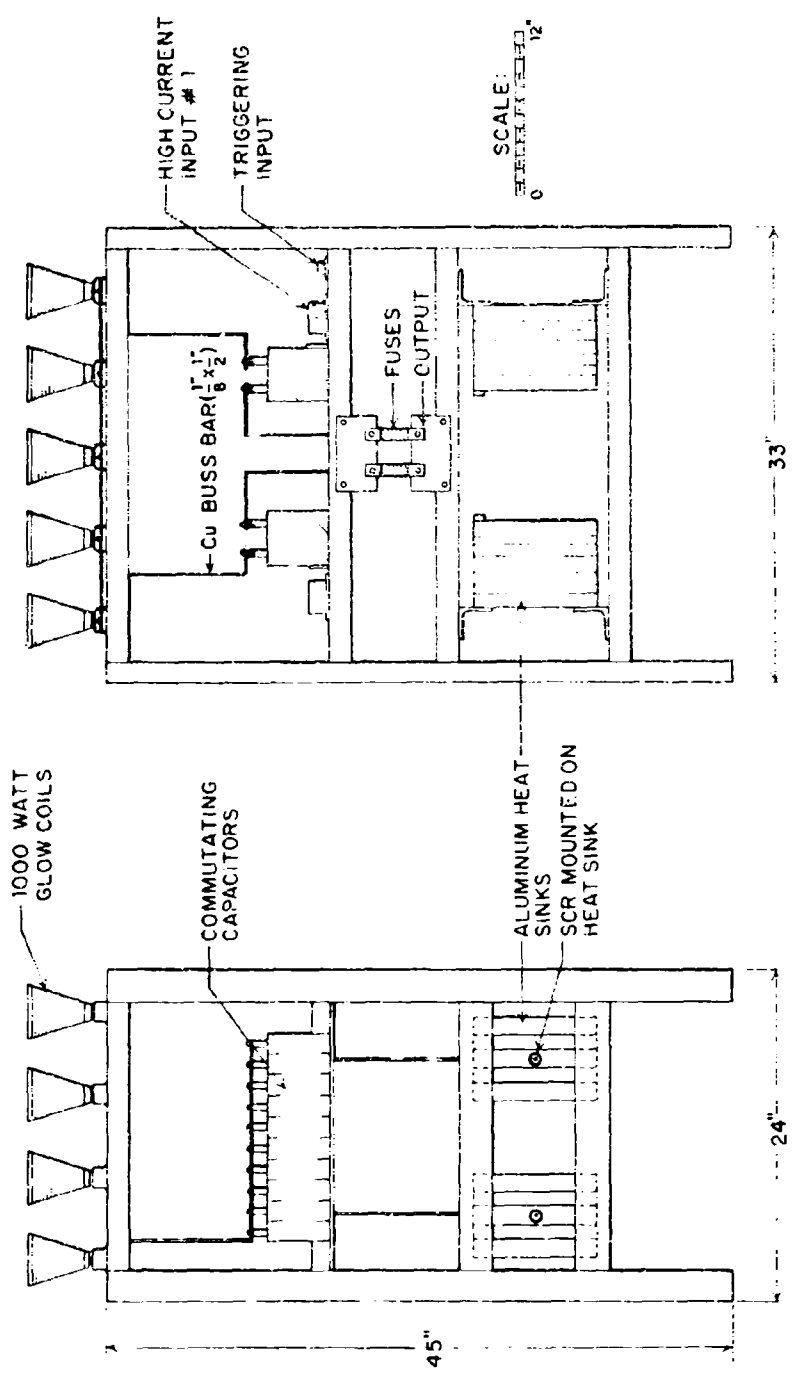 1000 WATT
GLOW COILS
COMMUTATING
CAPACITORS
ALUMINUM HEAT
SINKS
SCR MOUNTED ON
HEAT SINK
45"
24"
HIGH CURRENT
INPUT # 1
TRIGGERING
INPUT
Cu BUSS BAR(1"/8 x 1"/2)
FUSES
OUTPUT
33"
SCALE:
0 12"